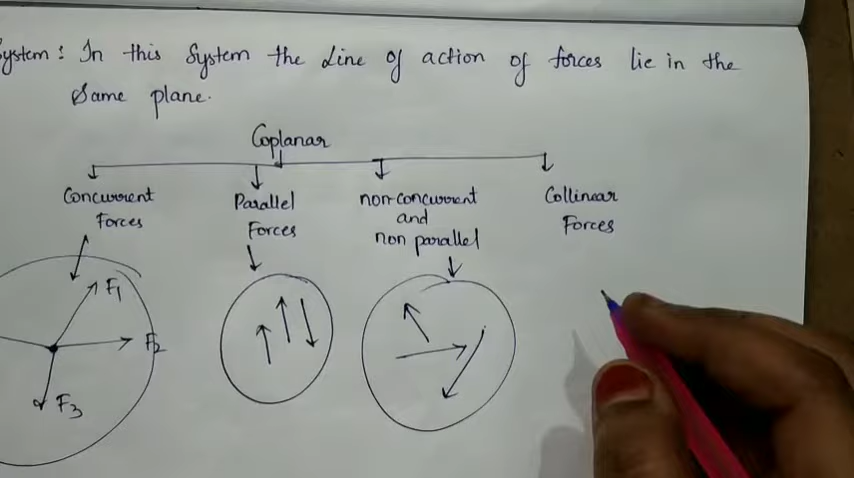 System: In this System the Line of action of forces lie in the
Same plane.
Coplanar
Concurrent
Forces
Parallel
Forces
non-concurrent
and
non parallel
Collinear
Forces
F1
F2
F3